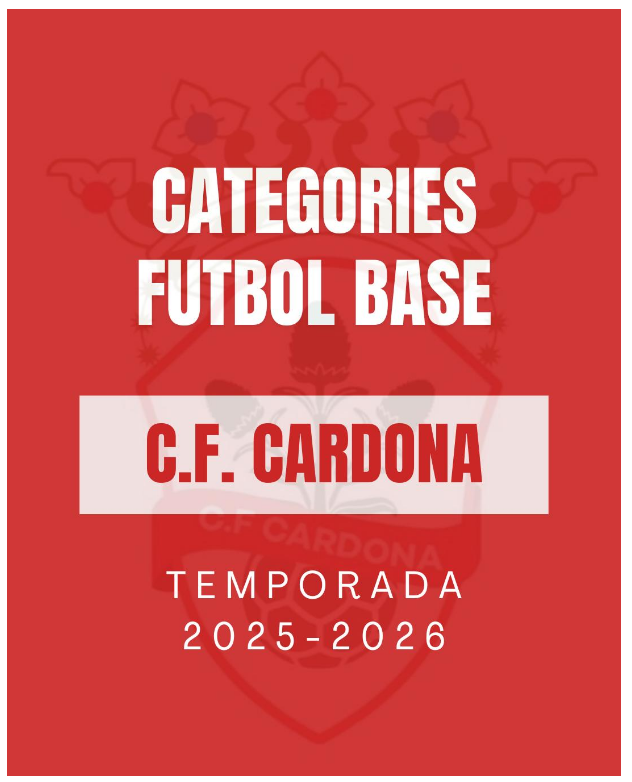 CATEGORIES
FUTBOL BASE
C.F. CARDONA
C.F CARDONA
TEMPORADA
2025-2026